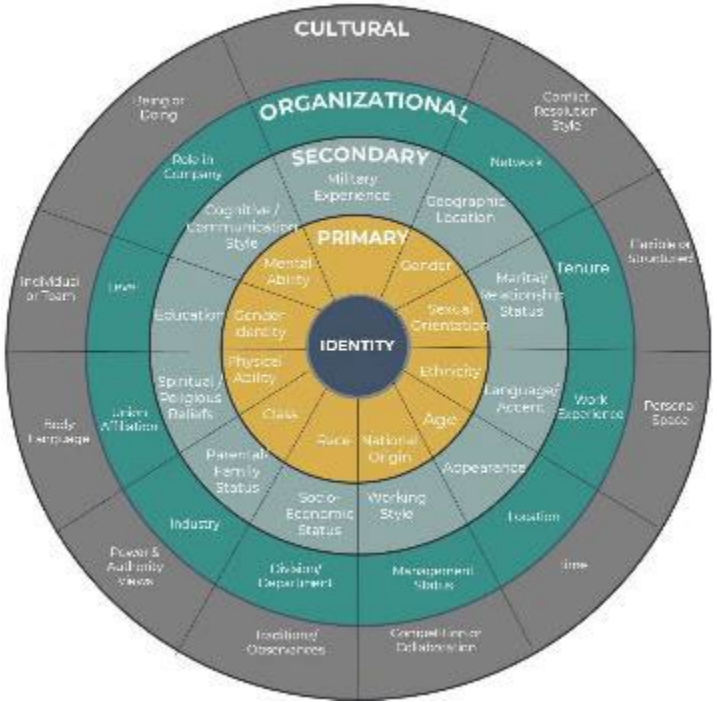 CULTURAL
Being or
Doing
Conflict
Resolution
Style
Flexible or
Structured
Personal
Space
Time
Competition or
Collaboration
Traditions/
Observances
Power &
Authority
Views
Body
Language
Individual
or Team
ORGANIZATIONAL
Role in
Company
Network
Tenure
Work
Experience
Location
Management
Status
Division/
Department
Industry
Union
Affiliation
Level
SECONDARY
Military
Experience
Geographic
Location
Marital/
Relationship
Status
Language/
Accent
Appearance
Working
Style
Socio-
Economic
Status
Parental/
Family
Status
Spiritual /
Religious
Beliefs
Education
Cognitive /
Communication
Style
PRIMARY
Gender
Sexual
Orientation
Ethnicity
Age
National
Origin
Race
Class
Physical
Ability
Gender
Identity
Mental
Ability
IDENTITY